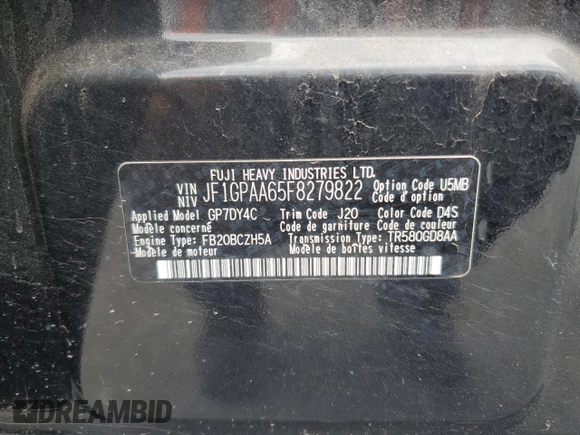 FUJI HEAVY INDUSTRIES LTD.
VIN NIV JF1GPAA65F8279822 Option Code U5MB
Code d'option
Applied Model GP7DY4C Trim Code J20 Color Code D4S
Modele concerné Code de garniture Code de couleur
Engine Type FB20BCZH5A Transmission Type TR580GD8AA
Modele de moteur Modele de boîtes vitesse
DREAMBID